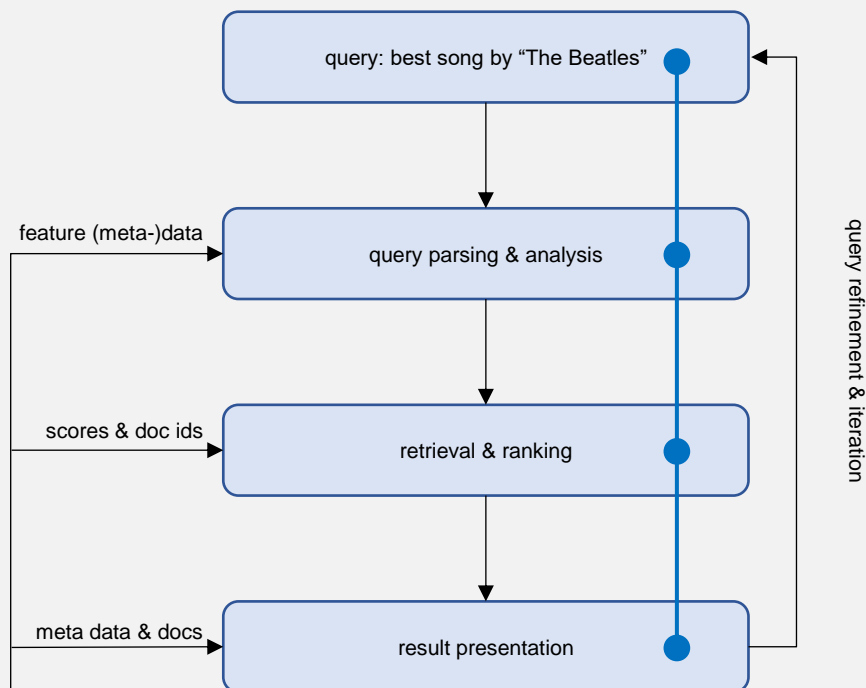 query: best song by “The Beatles”
feature (meta-)data
query parsing & analysis
scores & doc ids
retrieval & ranking
meta data & docs
result presentation
query refinement & iteration